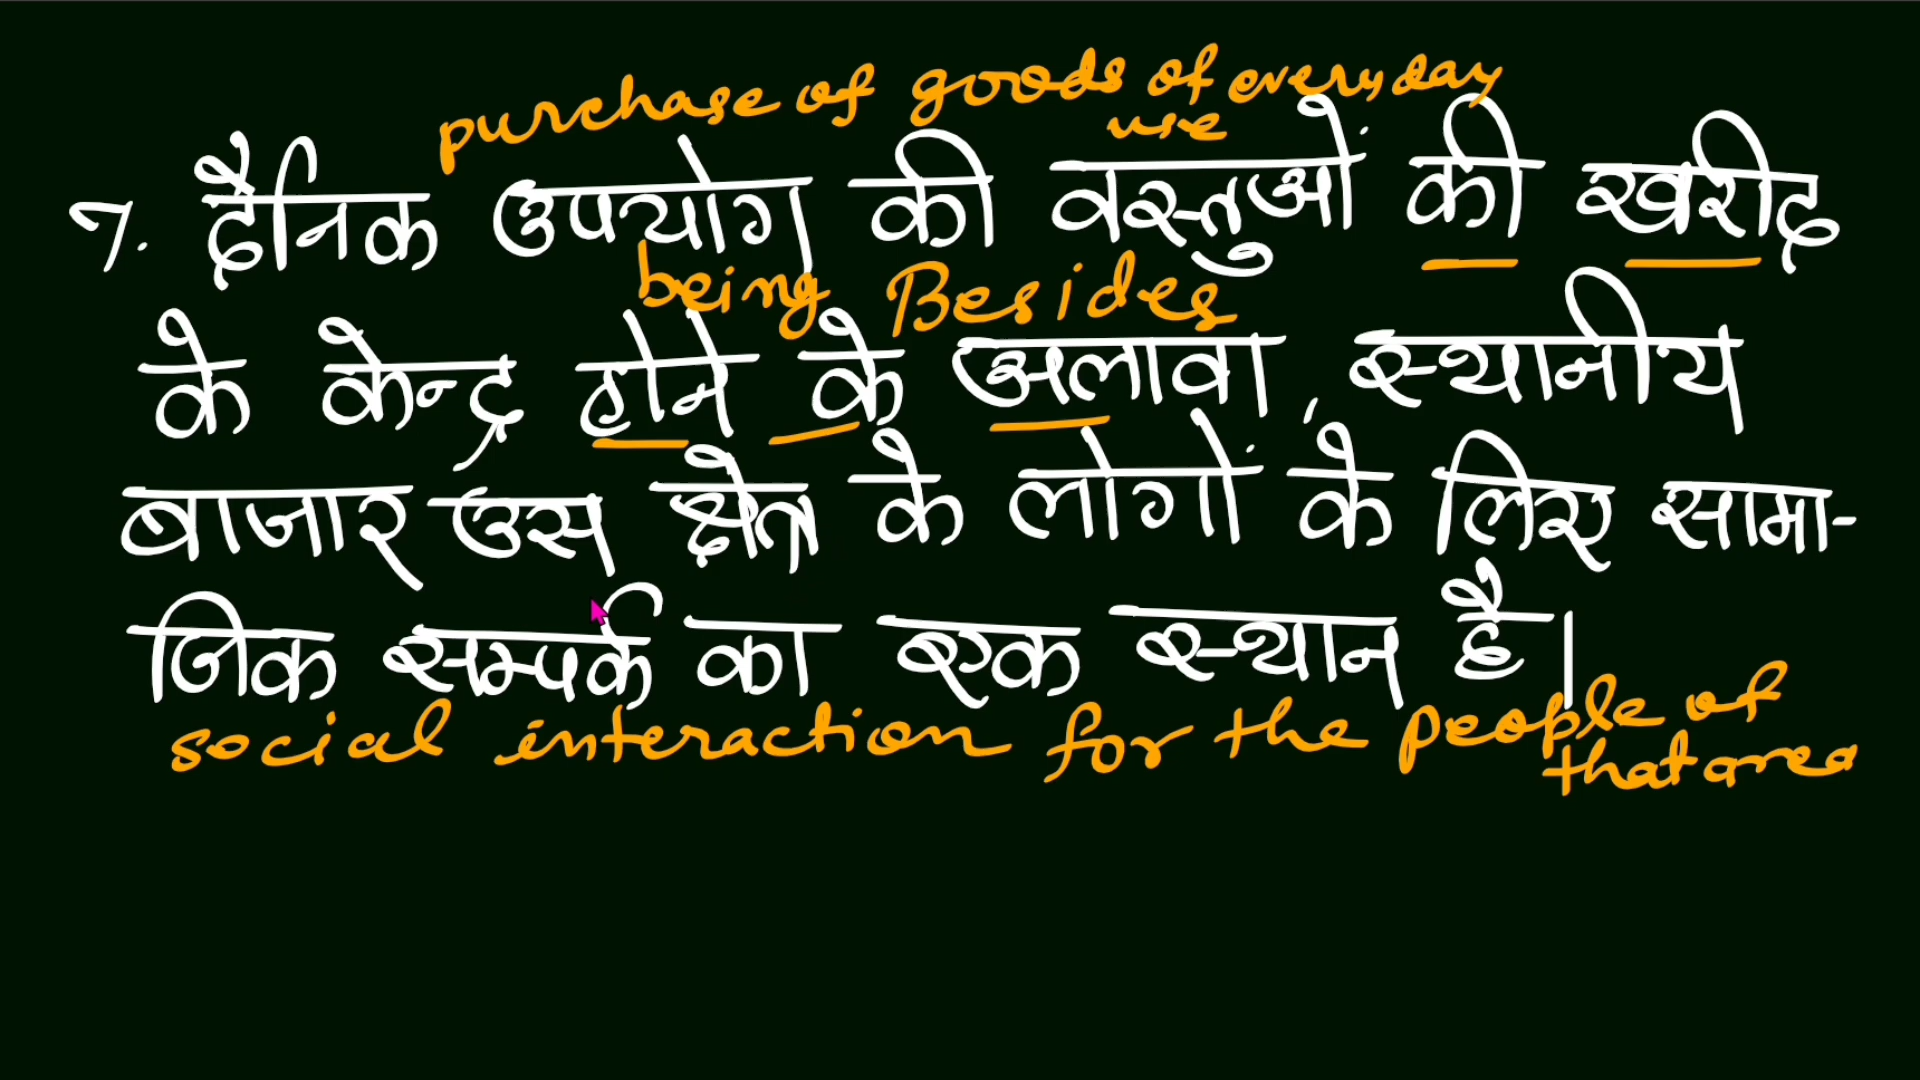 purchase of goods of everyday
use
7. दैनिक उपयोग की वस्तुओं की खरीद
being Besides
के केन्द्र होने के अलावा, स्थानीय
बाजार उस क्षेत्र के लोगों के लिए सामा-
जिक सम्पर्क का एक स्थान है।
social interaction for the people of
that area